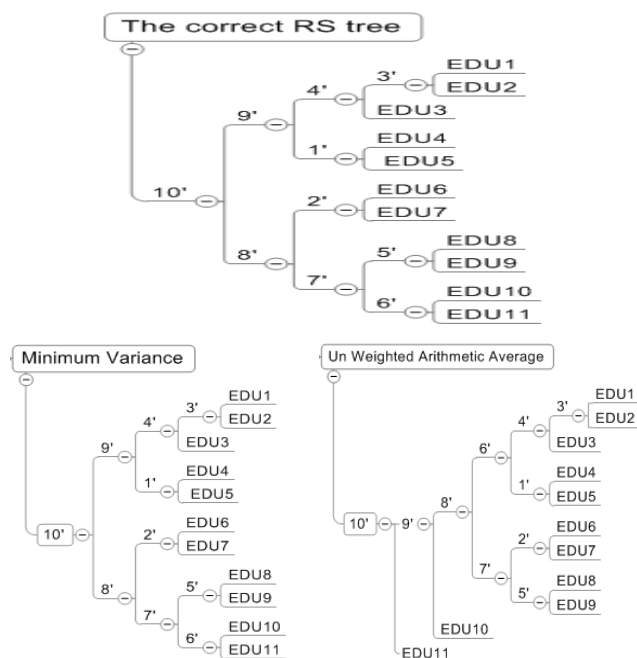 The correct RS tree
EDU1
3'
EDU2
4'
EDU3
9'
EDU4
1'
EDU5
10'
EDU6
2'
EDU7
8'
EDU8
5'
EDU9
7'
EDU10
6'
EDU11
Minimum Variance
EDU1
3'
EDU2
4'
EDU3
9'
EDU4
1'
EDU5
10'
EDU6
2'
EDU7
8'
EDU8
5'
EDU9
7'
EDU10
6'
EDU11
Un Weighted Arithmetic Average
EDU1
3'
EDU2
4'
EDU3
6'
EDU4
1'
EDU5
8'
10'
9'
EDU6
2'
EDU7
7'
EDU8
5'
EDU9
EDU10
EDU11